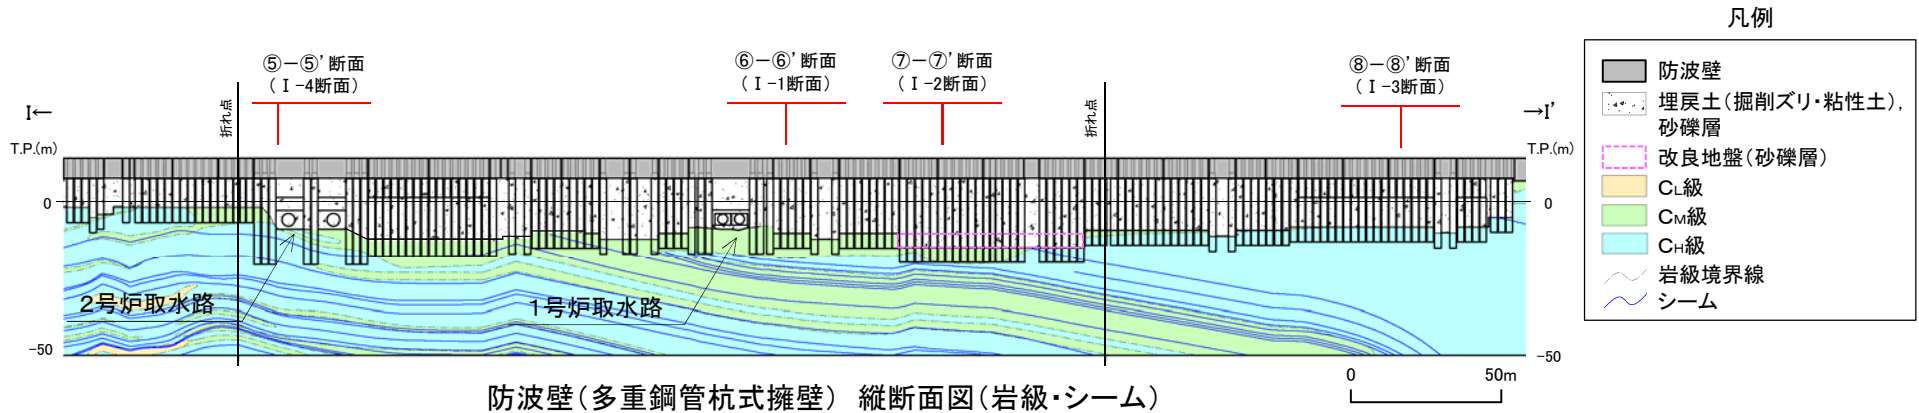 凡例
⑤-⑤’断面
(Ⅰ-4断面)
⑥-⑥’断面
(Ⅰ-1断面)
⑦-⑦’断面
(Ⅰ-2断面)
⑧-⑧’断面
(Ⅰ-3断面)
I←
折れ点
折れ点
→I’
T.P.(m)
T.P.(m)
0
0
2号炉取水路
1号炉取水路
-50
-50
防波壁
埋戻土(掘削ズリ・粘性土),
砂礫層
改良地盤(砂礫層)
CL級
CM級
CH級
岩級境界線
シーム
0
50m
防波壁(多重鋼管杭式擁壁) 縦断面図(岩級・シーム)